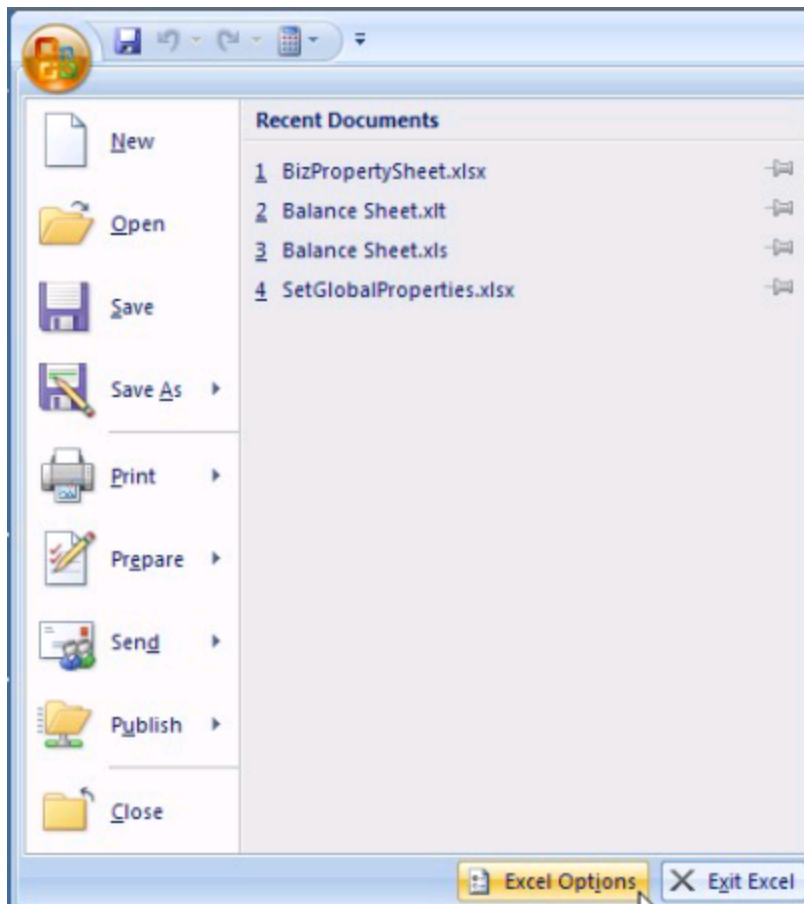 New
Open
Save
Save As
Print
Prepare
Send
Publish
Close
Recent Documents
1 BizPropertySheet.xlsx
2 Balance Sheet.xlt
3 Balance Sheet.xls
4 SetGlobalProperties.xlsx
Excel Options
Exit Excel